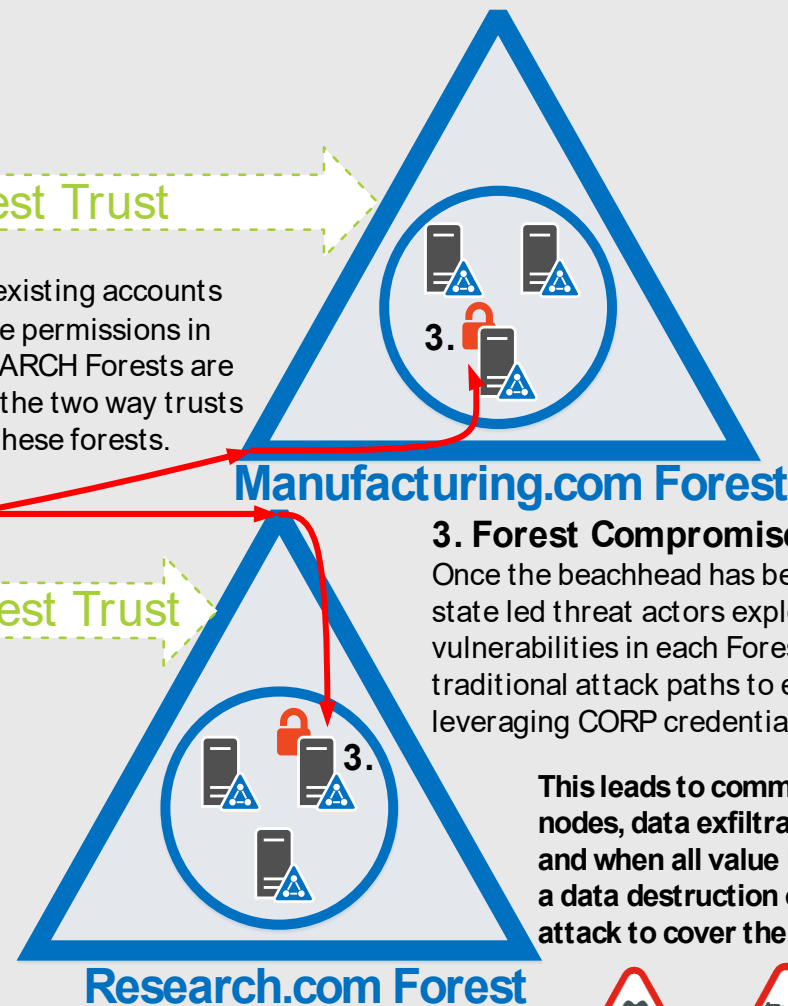 est Trust
existing accounts
e permissions in
ARCH Forests are
the two way trusts
these forests.
3.
Manufacturing.com Forest
3. Forest Compromise
Once the beachhead has be
state led threat actors explo
vulnerabilities in each Fores
traditional attack paths to e
leveraging CORP credentia
est Trust
3.
This leads to comm
nodes, data exfiltra
and when all value
a data destruction
attack to cover the
Research.com Forest